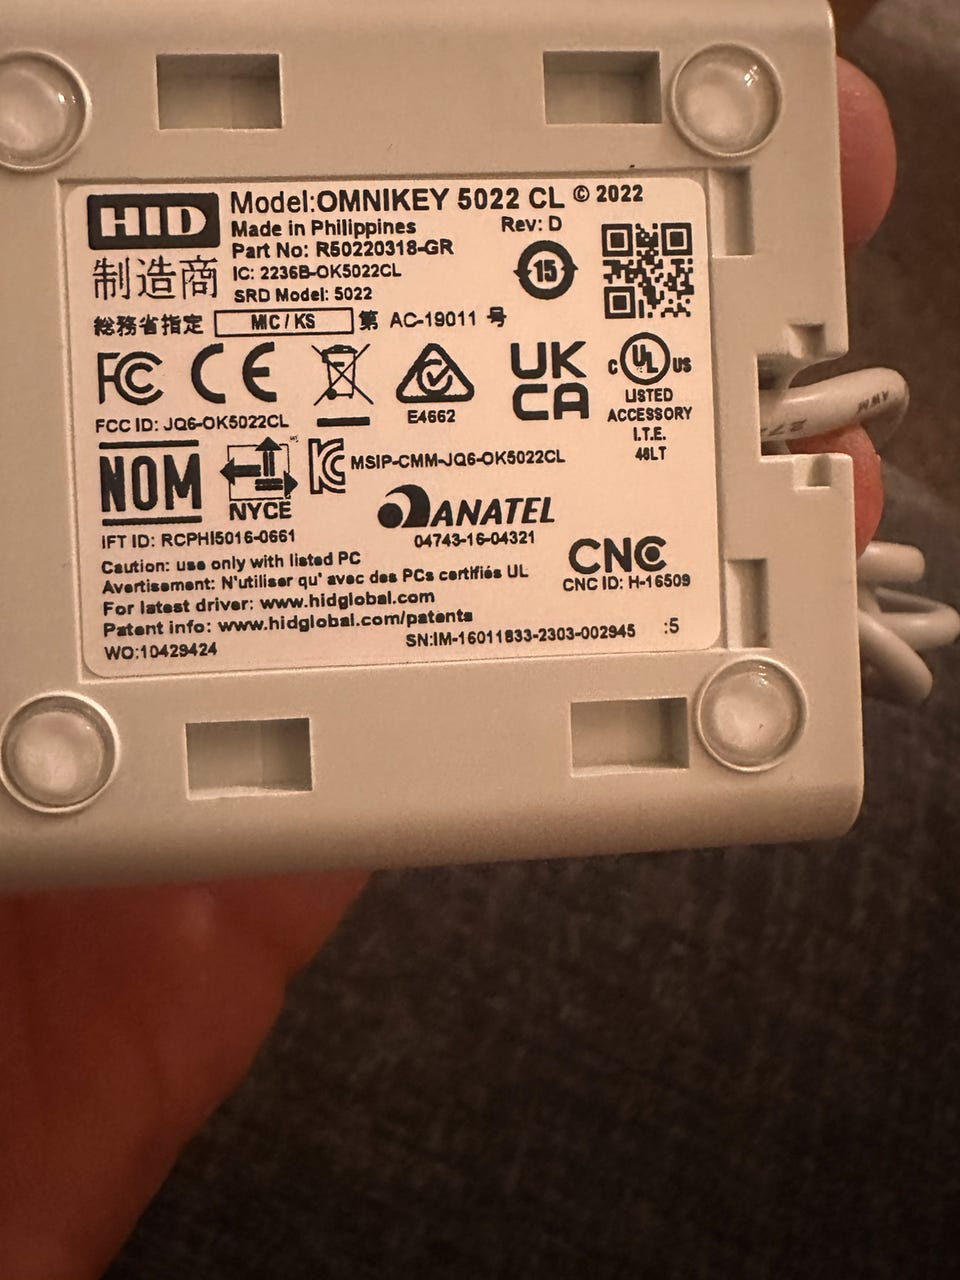 HID
Model:OMNIKEY 5022 CL © 2022
Made in Philippines
Rev: D
Part No: R50220318-GR
IC: 2236B-OK5022CL
15
制造商
SRD Model: 5022
総務省指定 MIC / KS 第 AC-19011 号
FC CE
UK
CA
c UL US
LISTED
ACCESSORY
I.T.E.
48LT
E4662
FCC ID: JQ6-OK5022CL
NOM
NYCE
KC
MSIP-CMM-JQ6-OK5022CL
ANATEL
04743-16-04321
IFT ID: RCPHI5016-0661
CNC
CNC ID: H-16509
Caution: use only with listed PC
Avertisement: N'utiliser qu' avec des PCs certifiés UL
For latest driver: www.hidglobal.com
Patent info: www.hidglobal.com/patents
WO:10429424
SN:IM-16011833-2303-002945 :5
AWM